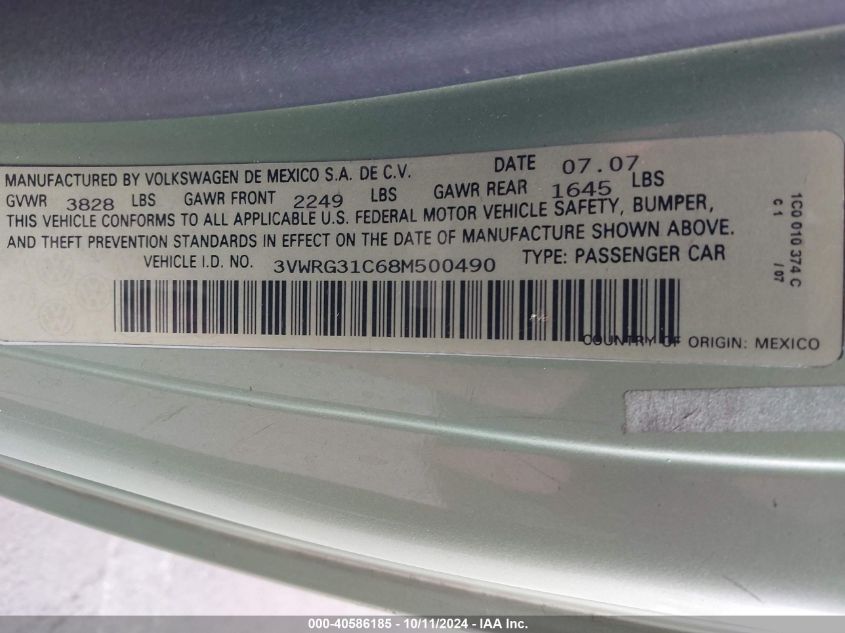 MANUFACTURED BY VOLKSWAGEN DE MEXICO S.A. DE C.V. DATE 07.07
GVWR 3828 LBS GAWR FRONT 2249 LBS GAWR REAR 1645 LBS
THIS VEHICLE CONFORMS TO ALL APPLICABLE U.S. FEDERAL MOTOR VEHICLE SAFETY, BUMPER,
AND THEFT PREVENTION STANDARDS IN EFFECT ON THE DATE OF MANUFACTURE SHOWN ABOVE.
VEHICLE I.D. NO. 3VWRG31C68M500490 TYPE: PASSENGER CAR
COUNTRY OF ORIGIN: MEXICO
1C0 010 374 C
C 1 / 07
000-40586185 - 10/11/2024 - IAA Inc.